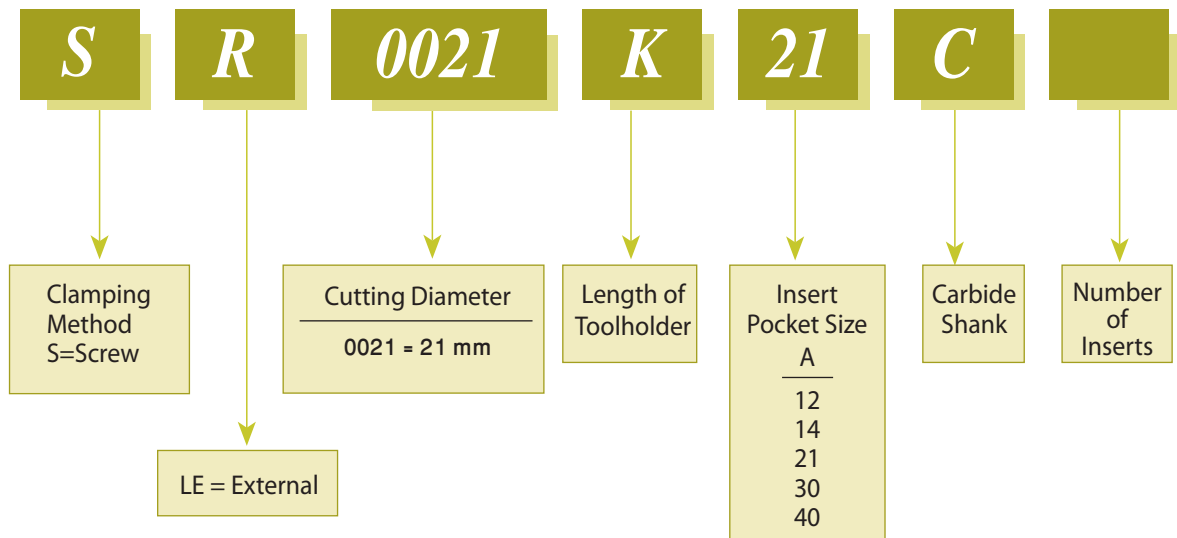 S R 0021 K 21 C
Clamping
Method
S=Screw
LE = External
Cutting Diameter
0021 = 21 mm
Length of
Toolholder
Insert
Pocket Size
A
12
14
21
30
40
Carbide
Shank
Number
of
Inserts